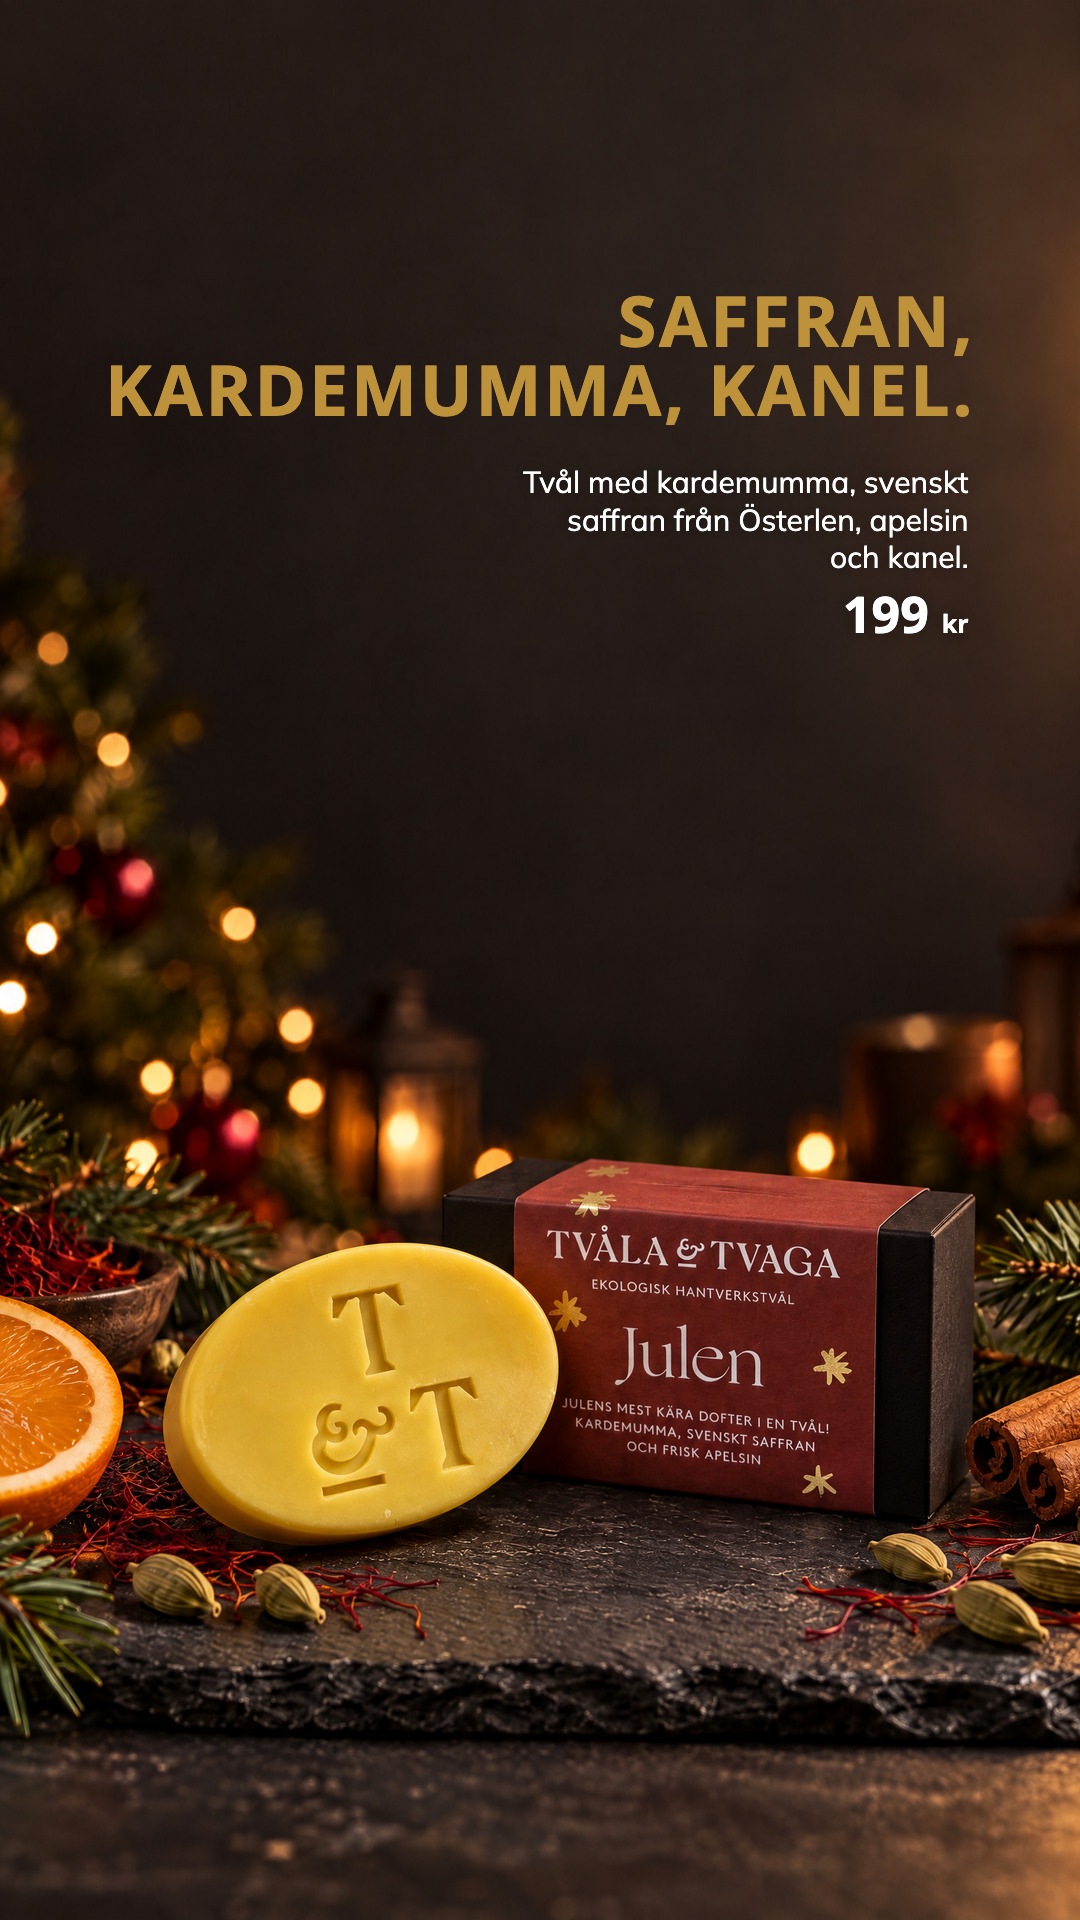 SAFFRAN,
KARDEMUMMA, KANEL.
Tvål med kardemumma, svenskt
saffran från Österlen, apelsin
och kanel.
199 kr
TVÅLA & TVAGA
EKOLOGISK HANTVERKSTVÅL
Julen
JULENS MEST KÄRA DOFTER I EN TVÅL!
KARDEMUMMA, SVENSKT SAFFRAN
OCH FRISK APELSIN
T
& T